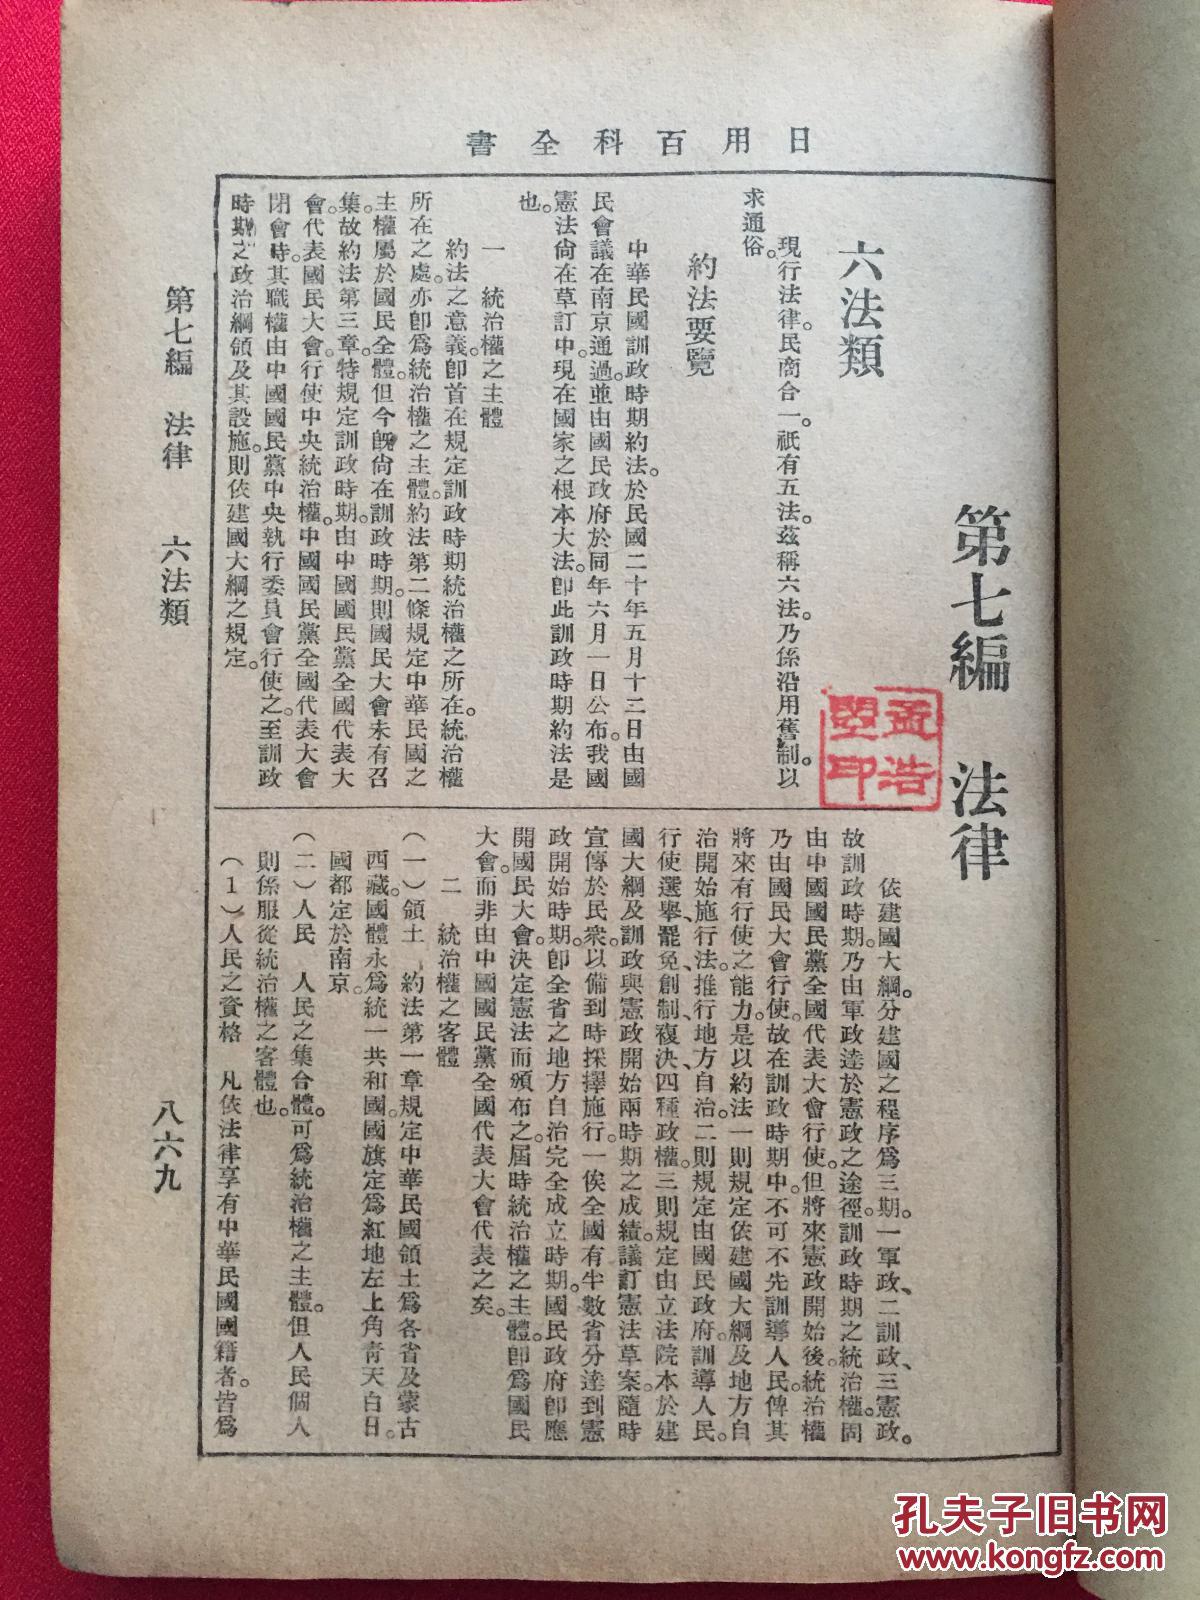 日用百科全書
第七編　法律
六法類
現行法律。民商合一。祇有五法。茲稱六法。乃係沿用舊制。以
求通俗。
約法要覽
中華民國訓政時期約法。於民國二十年五月十二日由國
民會議在南京通過。並由國民政府於同年六月一日公布。我國
憲法尙在草訂中。現在國家之根本大法。卽此訓政時期約法是
也。
一　統治權之主體
約法之意義。卽首在規定訓政時期統治權之所在。統治權
所在之處。亦卽爲統治權之主體。約法第二條規定中華民國之
主權屬於國民全體。但今旣尙在訓政時期。則國民大會未有召
集。故約法第三章。特規定訓政時期。由中國國民黨全國代表大
會代表國民大會。行使中央統治權。中國國民黨全國代表大會
閉會時。其職權由中國國民黨中央執行委員會行使之。至訓政
時期之政治綱領及其設施。則依建國大綱之規定。
依建國大綱。分建國之程序爲三期。一軍政、二訓政、三憲政。
故訓政時期。乃由軍政達於憲政之途徑。訓政時期之統治權。固
由中國國民黨全國代表大會行使。但將來憲政開始後。統治權
乃由國民大會行使。故在訓政時期中。不可不先訓導人民。俾其
將來有行使之能力。是以約法一則規定依建國大綱及地方自
治開始施行法。推行地方自治。二則規定由國民政府。訓導人民。
行使選舉、罷免、創制、複決、四種政權。三則規定由立法院本於建
國大綱及訓政與憲政開始兩時期之成績。議訂憲法草案。隨時
宣傳於民衆。以備到時採擇施行。一俟全國有半數省分達到憲
政開始時期。卽全省之地方自治完全成立時期。國民政府卽應
開國民大會。決定憲法而頒布之。屆時統治權之主體。卽爲國民
大會。而非由中國國民黨全國代表大會代表之矣。
二　統治權之客體
（一）領土　約法第一章規定中華民國領土爲各省及蒙古
西藏。國體永爲統一共和國。國旗定爲紅地左上角靑天白日。
國都定於南京。
（二）人民　人民之集合體。可爲統治權之主體。但人民個人
則係服從統治權之客體也。
（1）人民之資格　凡依法律享有中華民國國籍者。皆爲
第七編　法律　六法類　八六九
孟浩
印
孔夫子旧书网
www.kongfz.com